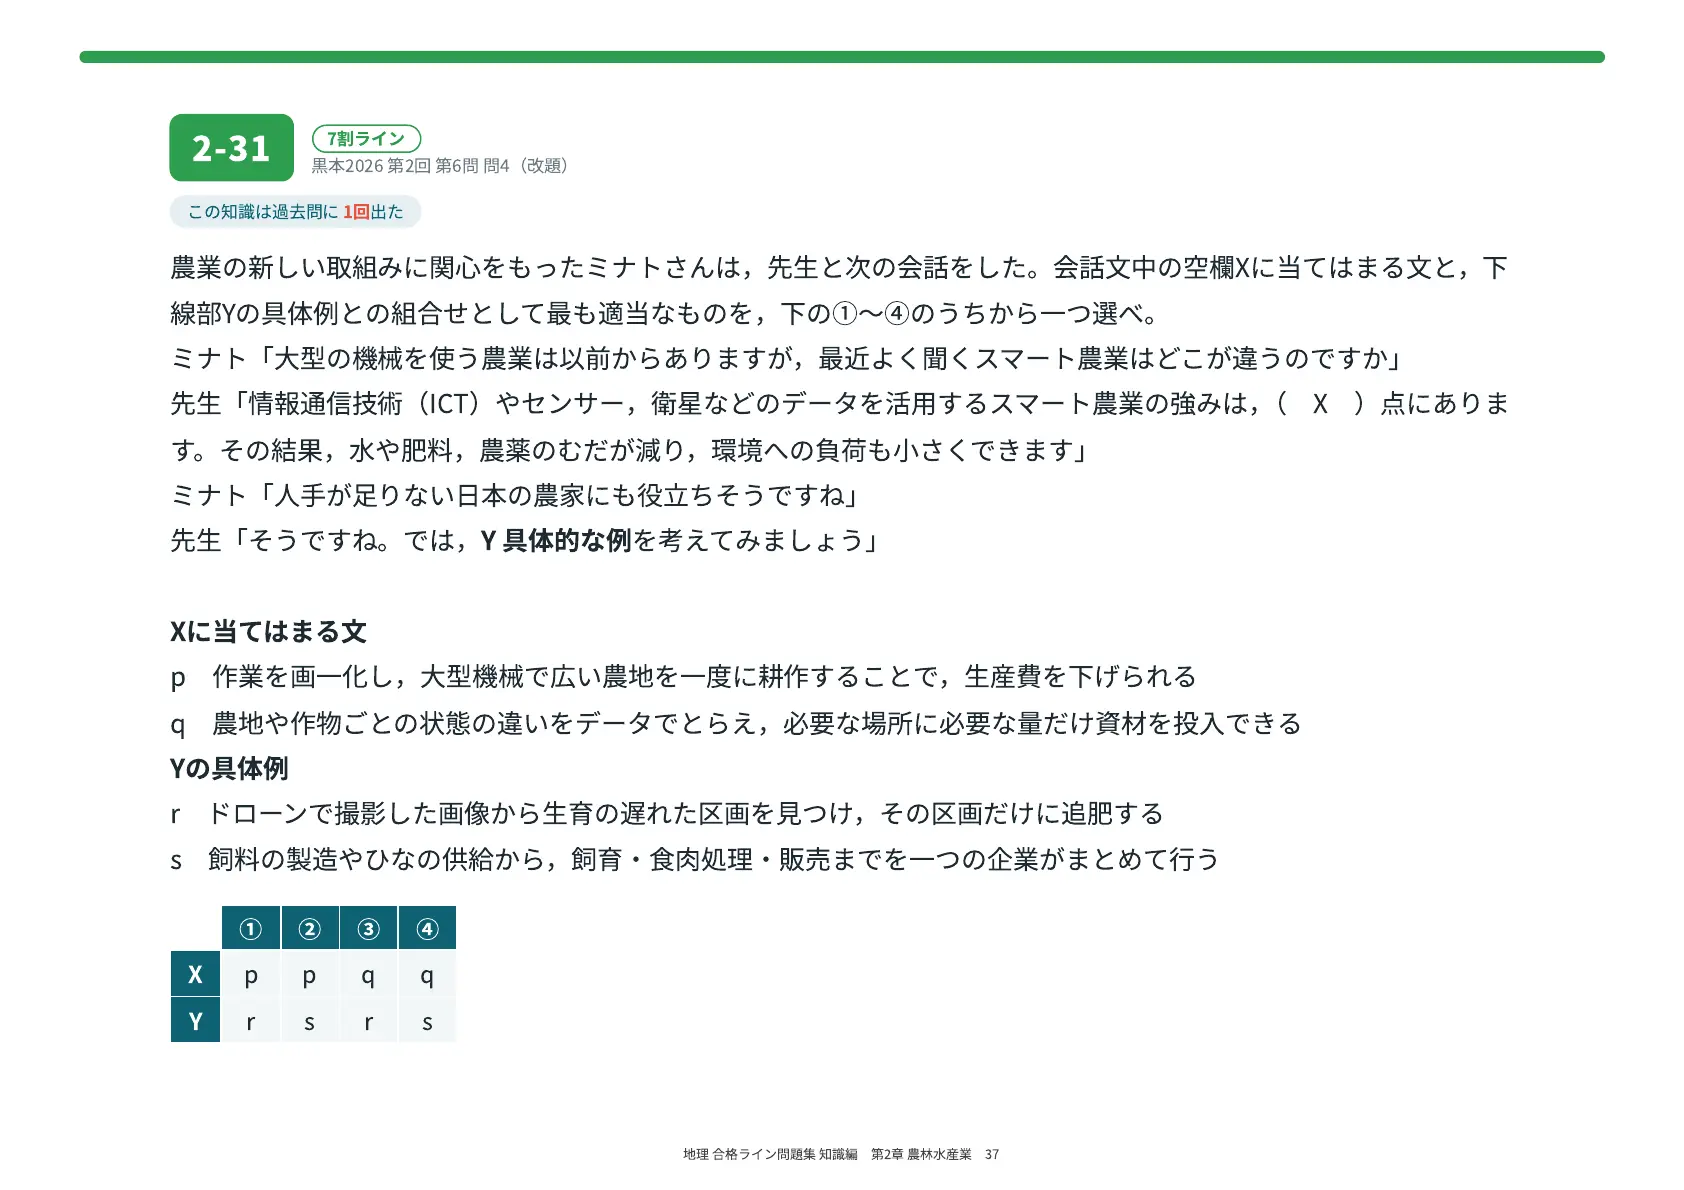 2-31
7割ライン
黒本2026 第2回 第6問 問4（改題）
この知識は過去問に 1回出た
農業の新しい取組みに関心をもったミナトさんは，先生と次の会話をした。会話文中の空欄Xに当てはまる文と，下
線部Yの具体例との組合せとして最も適当なものを，下の①～④のうちから一つ選べ。
ミナト「大型の機械を使う農業は以前からありますが，最近よく聞くスマート農業はどこが違うのですか」
先生「情報通信技術（ICT）やセンサー，衛星などのデータを活用するスマート農業の強みは，（　X　）点にありま
す。その結果，水や肥料，農薬のむだが減り，環境への負荷も小さくできます」
ミナト「人手が足りない日本の農家にも役立ちそうですね」
先生「そうですね。では，Y 具体的な例を考えてみましょう」
Xに当てはまる文
p　作業を画一化し，大型機械で広い農地を一度に耕作することで，生産費を下げられる
q　農地や作物ごとの状態の違いをデータでとらえ，必要な場所に必要な量だけ資材を投入できる
Yの具体例
r　ドローンで撮影した画像から生育の遅れた区画を見つけ，その区画だけに追肥する
s　飼料の製造やひなの供給から，飼育・食肉処理・販売までを一つの企業がまとめて行う
① ② ③ ④
X p p q q
Y r s r s
地理 合格ライン問題集 知識編　第2章 農林水産業　37